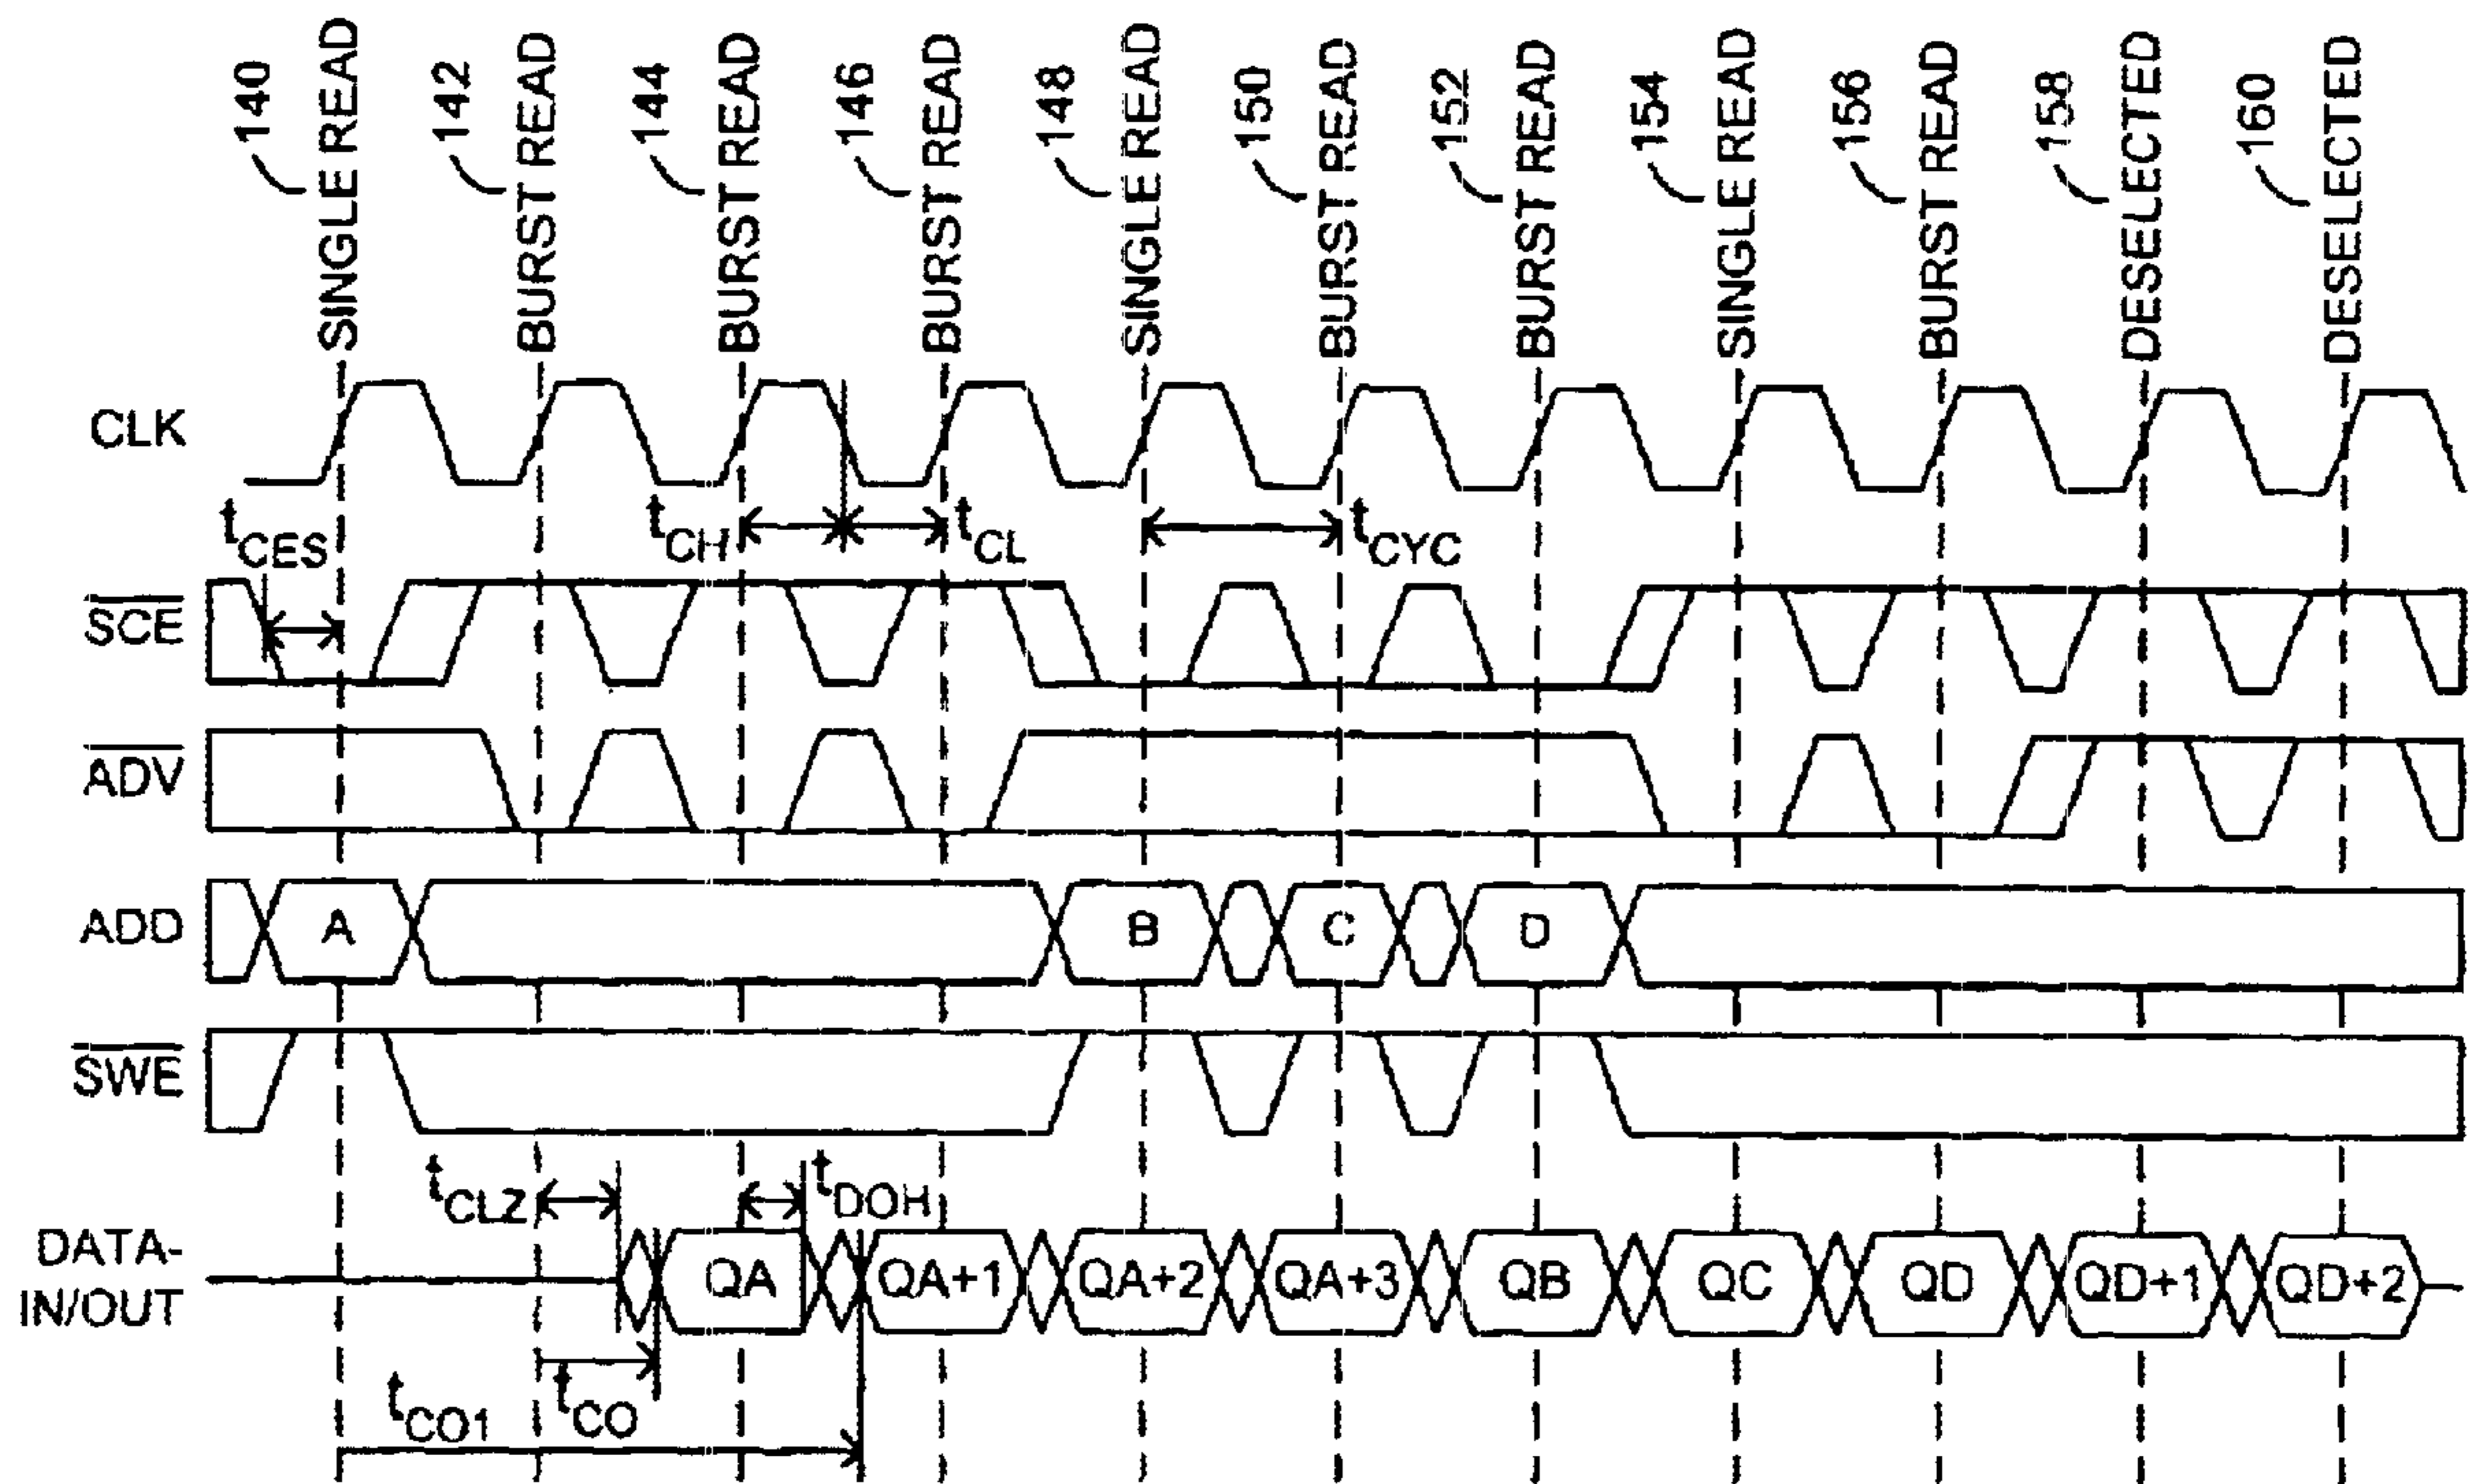 140 SINGLE READ
142 BURST READ
144 BURST READ
146 BURST READ
148 SINGLE READ
150 BURST READ
152 BURST READ
154 SINGLE READ
156 BURST READ
158 DESELECTED
160 DESELECTED
CLK
tCES tCH tCL tCYC
SCE
ADV
ADD A B C D
SWE
tCLZ tDOH
DATA-
IN/OUT
QA QA+1 QA+2 QA+3 QB QC QD QD+1 QD+2
tCO1 tCO